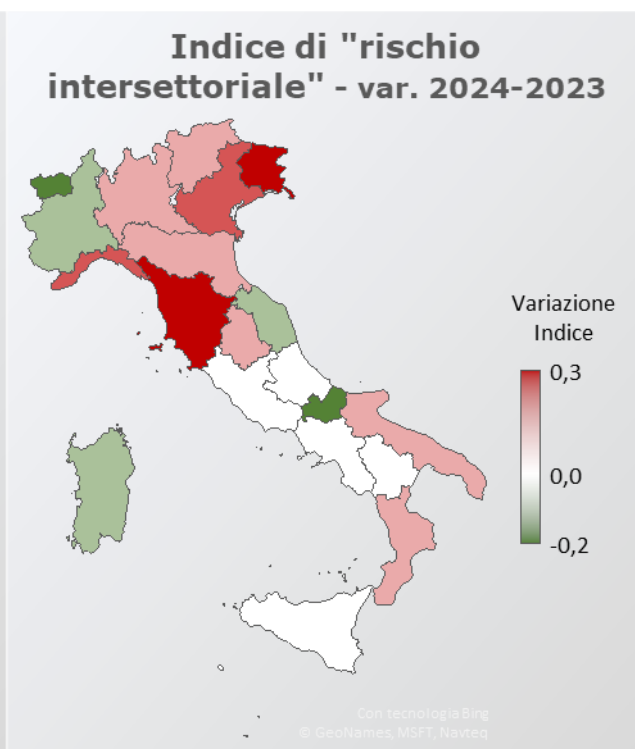 Indice di "rischio
intersettoriale" - var. 2024-2023
Variazione
Indice
0,3
0,0
-0,2
Con tecnologia Bing
© GeoNames, MSFT, Navteq